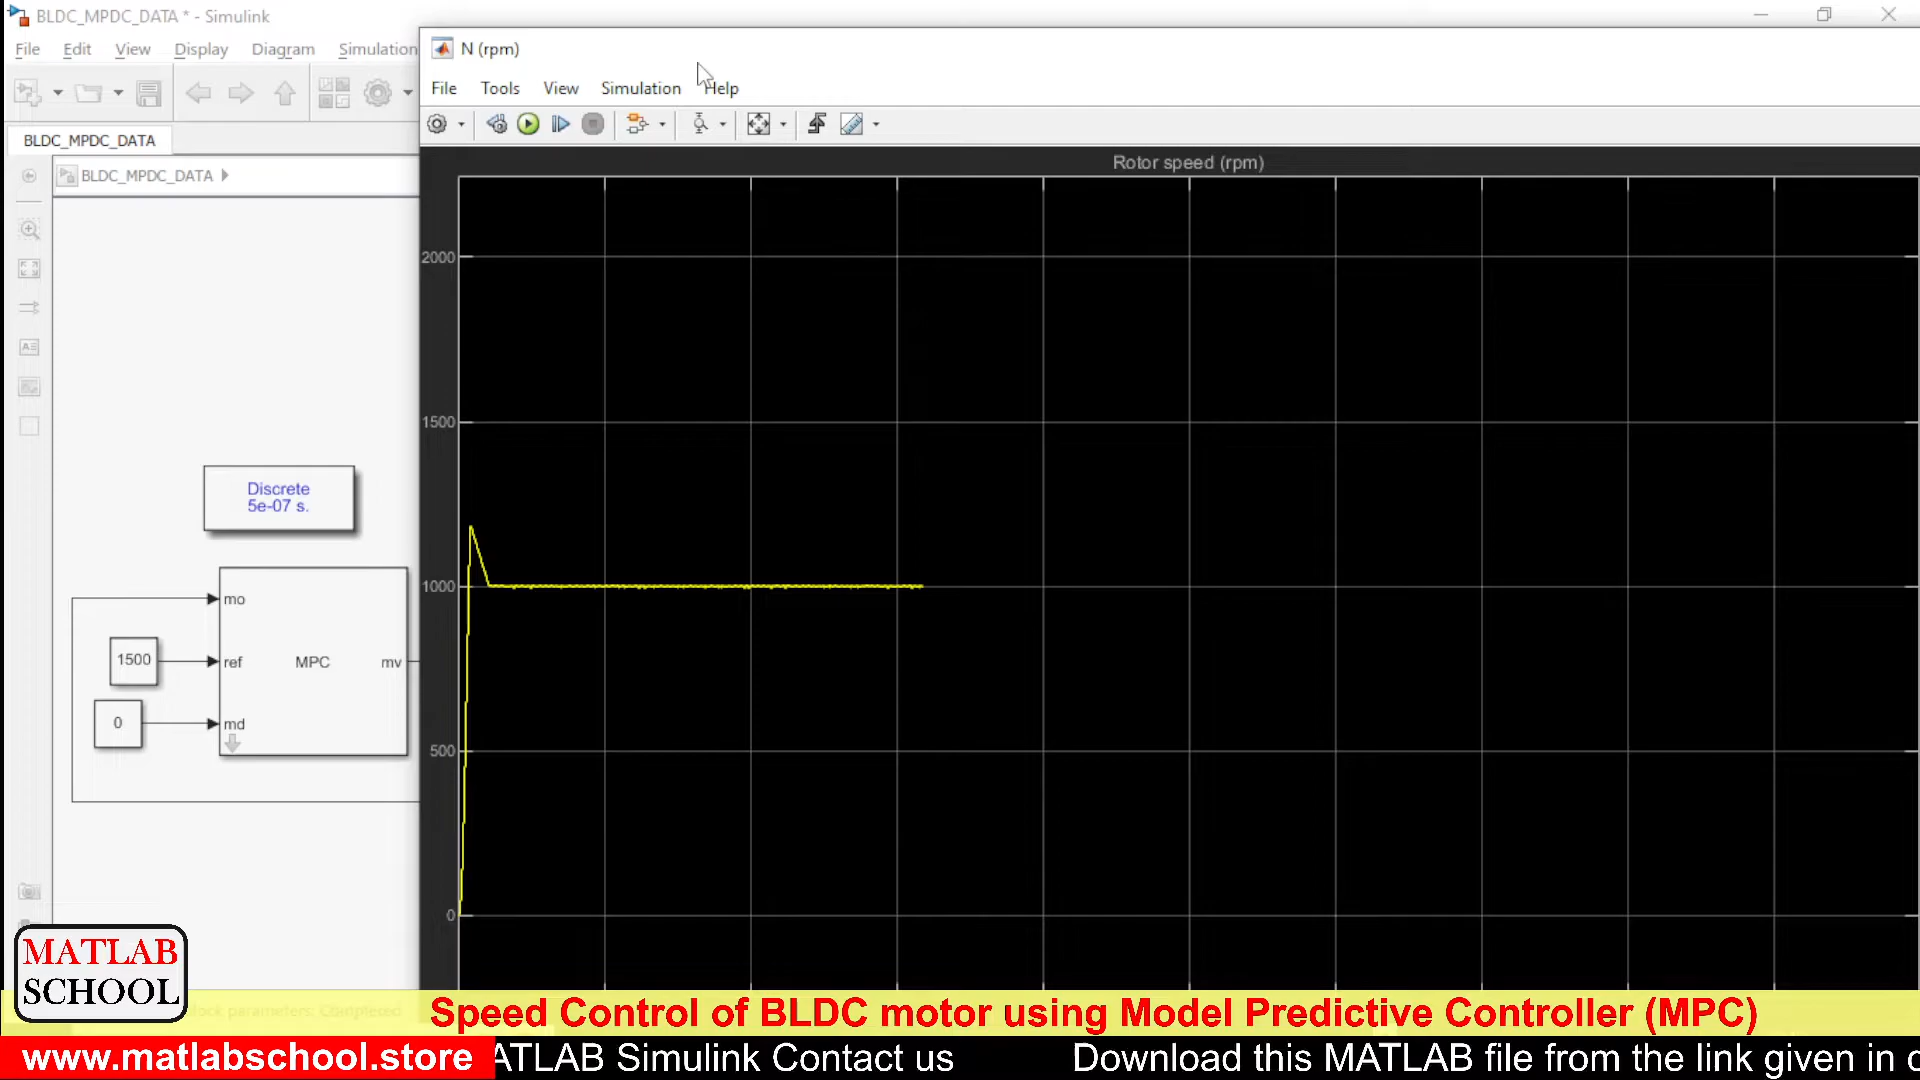 BLDC_MPDC_DATA * - Simulink
File Edit View Display Diagram Simulation
BLDC_MPDC_DATA
BLDC_MPDC_DATA
Discrete
5e-07 s.
mo
1500
ref
MPC
mv
0
md
N (rpm)
File Tools View Simulation Help
Rotor speed (rpm)
2000
1500
1000
500
0
MATLAB
SCHOOL
ock parameters: Completed
Speed Control of BLDC motor using Model Predictive Controller (MPC)
www.matlabschool.store
ATLAB Simulink Contact us
Download this MATLAB file from the link given in